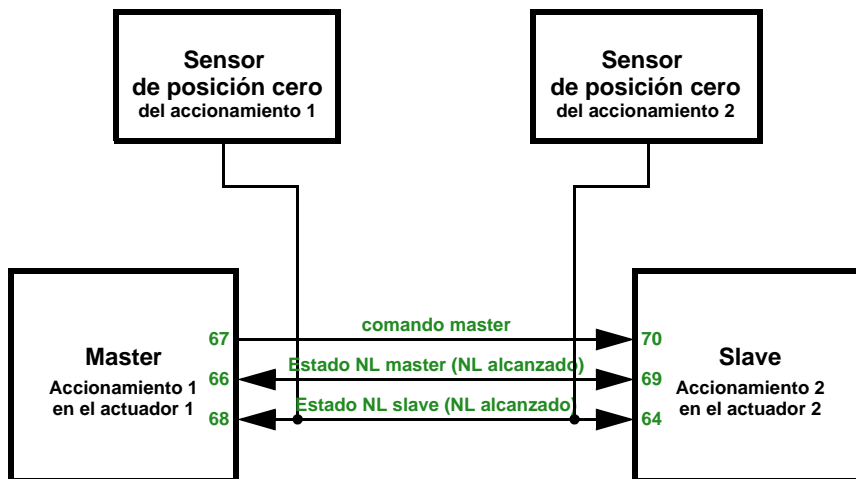 Sensor
de posición cero
del accionamiento 1
Sensor
de posición cero
del accionamiento 2
67
comando master
70
Master
Slave
66
Estado NL master (NL alcanzado)
69
Accionamiento 1
en el actuador 1
Accionamiento 2
en el actuador 2
68
Estado NL slave (NL alcanzado)
64